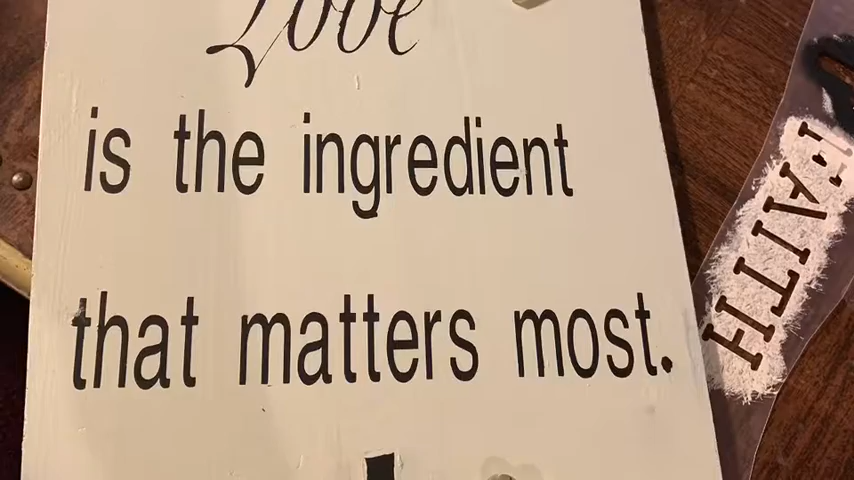 Love
is the ingredient
that matters most.
FAITH